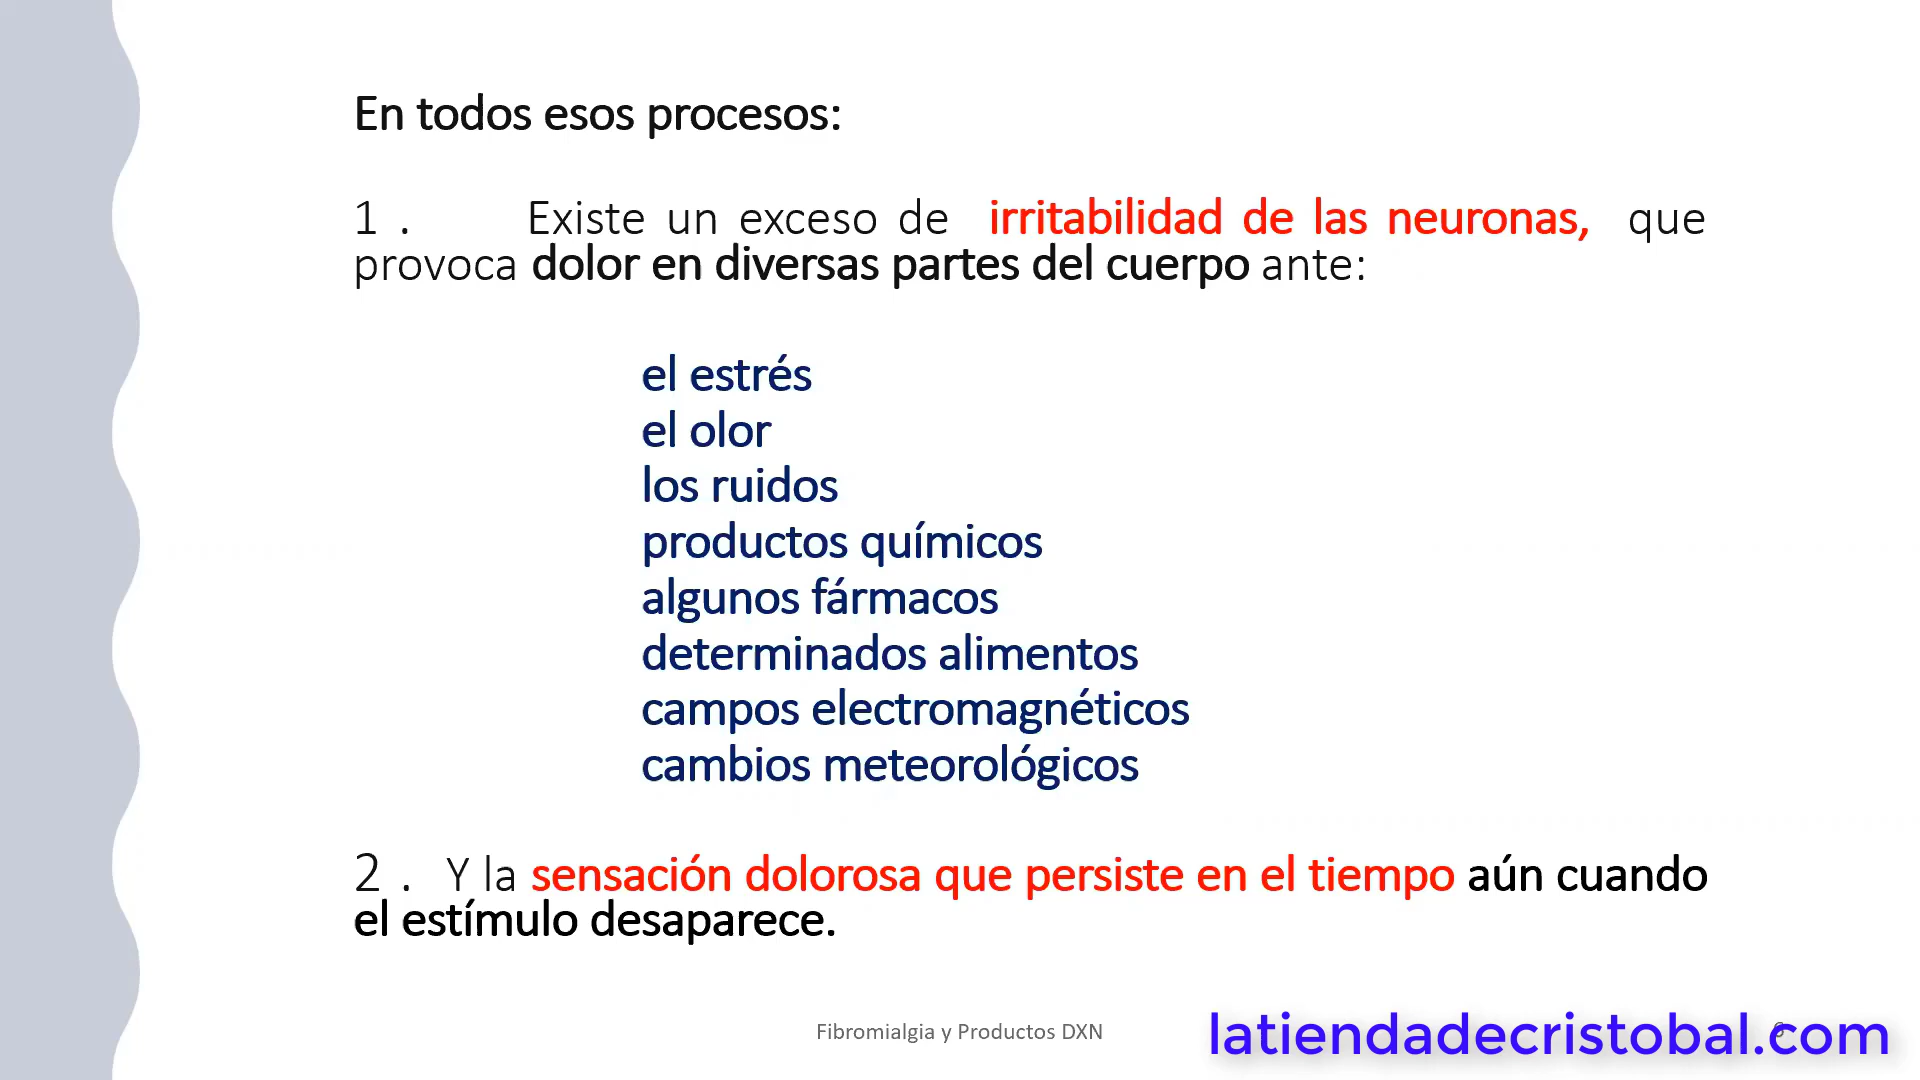 En todos esos procesos:
1 . Existe un exceso de irritabilidad de las neuronas, que
provoca dolor en diversas partes del cuerpo ante:
el estrés
el olor
los ruidos
productos químicos
algunos fármacos
determinados alimentos
campos electromagnéticos
cambios meteorológicos
2 . Y la sensación dolorosa que persiste en el tiempo aún cuando
el estímulo desaparece.
Fibromialgia y Productos DXN
latiendadecristobal.com